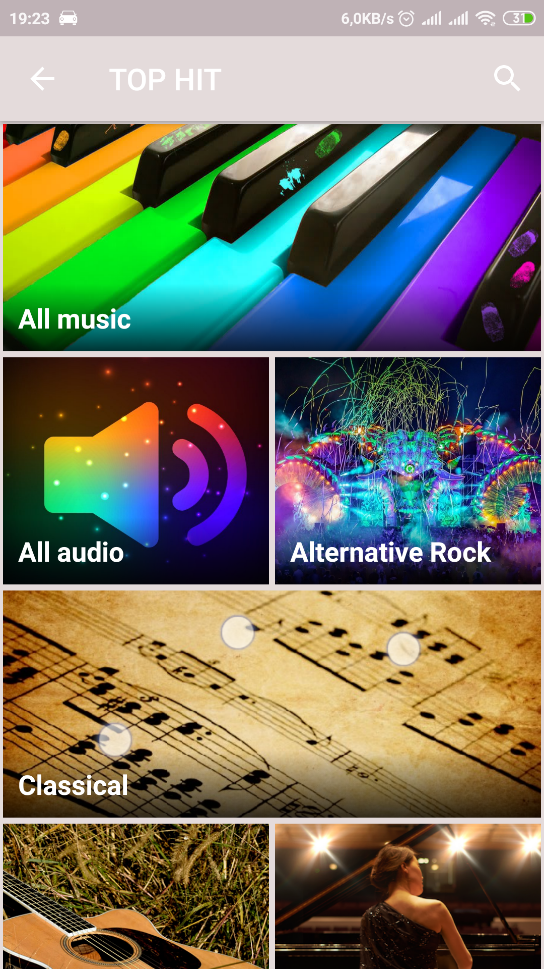 19:23 6,0KB/s 31
TOP HIT
All music
All audio
Alternative Rock
Classical